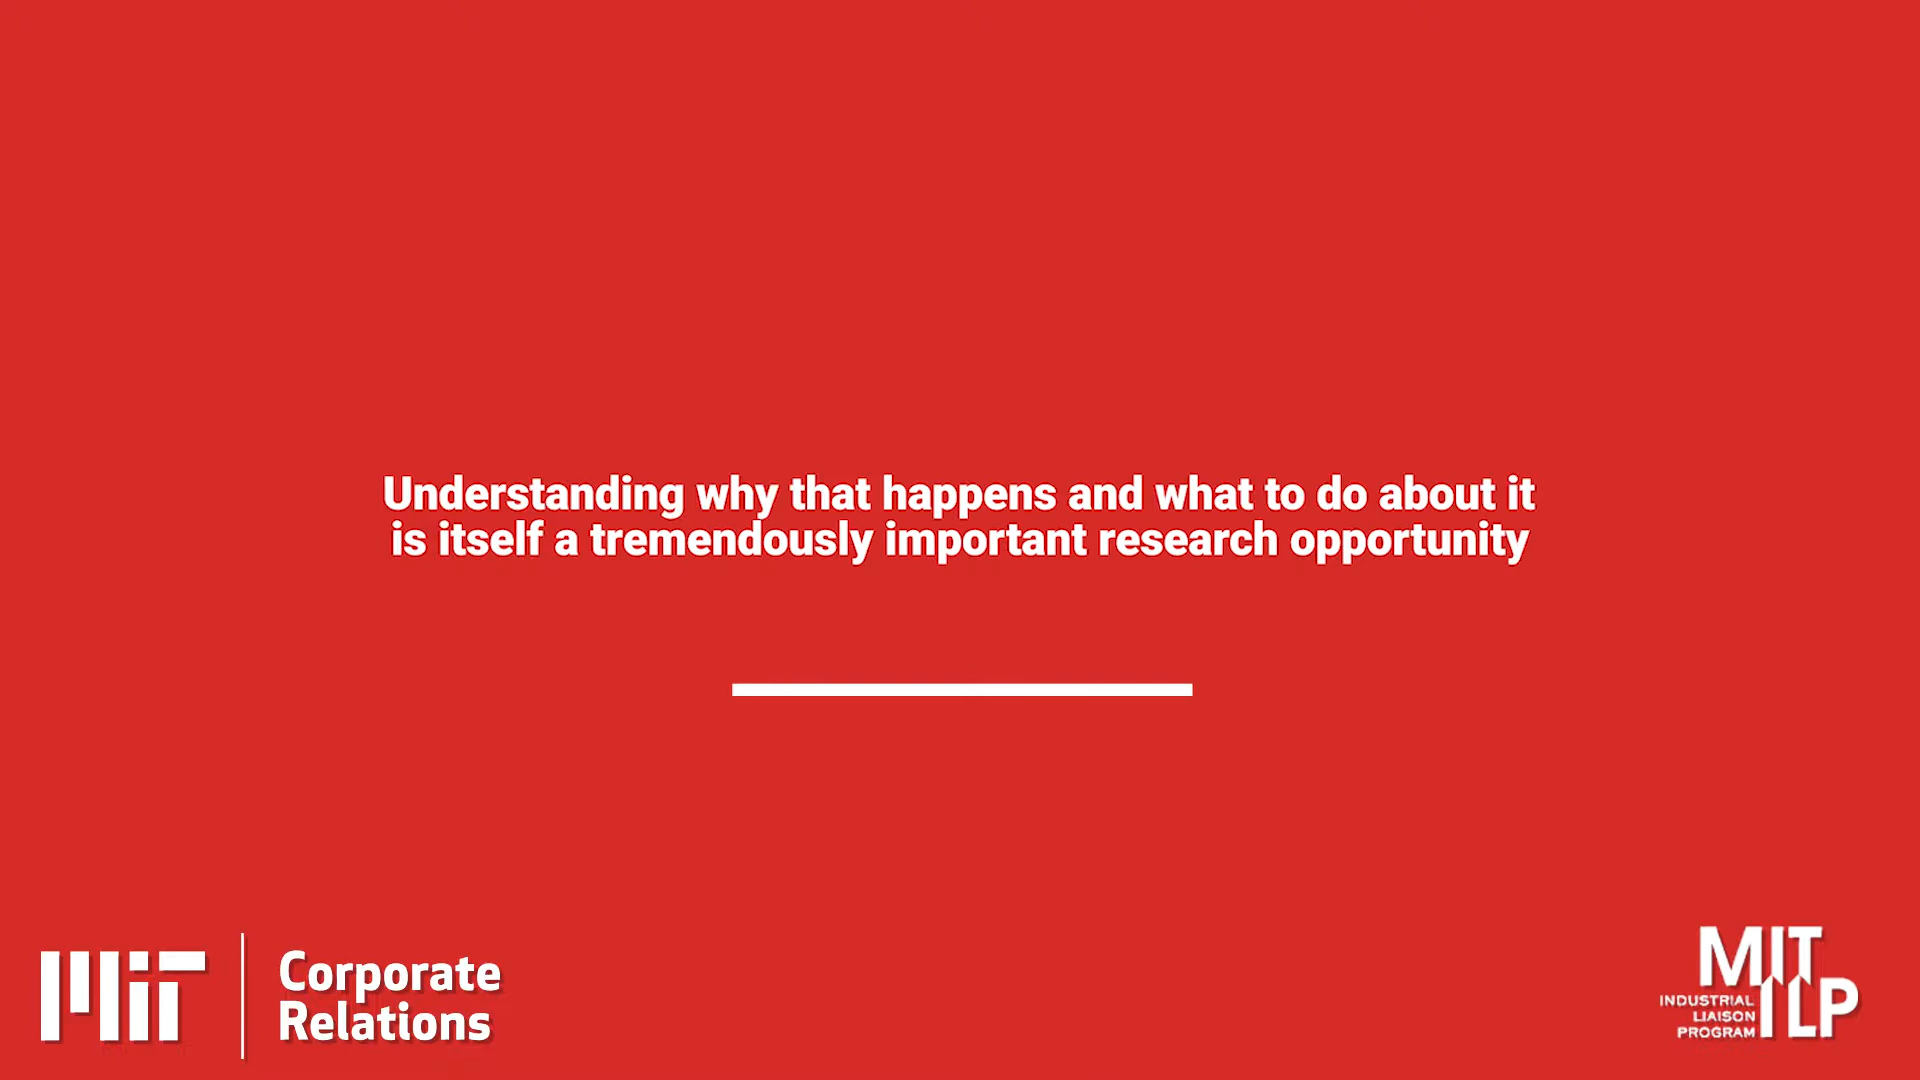 Understanding why that happens and what to do about it
is itself a tremendously important research opportunity
MIT
Corporate
Relations
MIT
ILP
INDUSTRIAL
LIAISON
PROGRAM